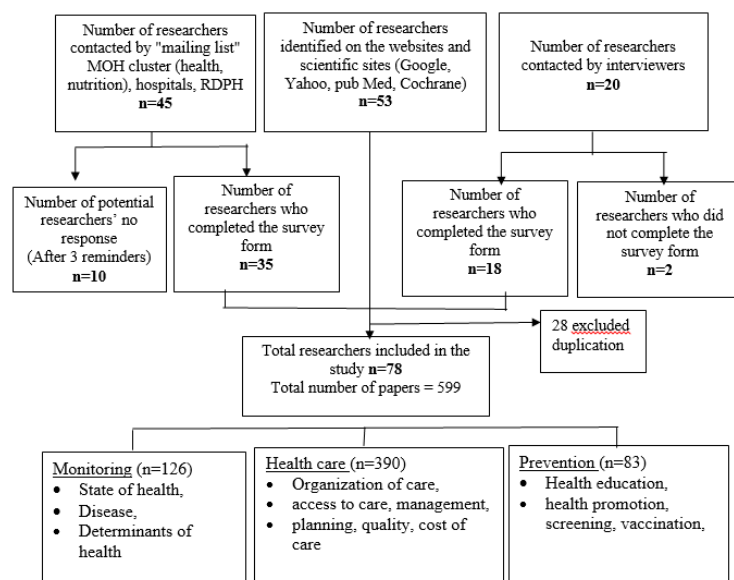 Number of researchers
contacted by "mailing list"
MOH cluster (health,
nutrition), hospitals, RDPH
n=45
Number of researchers
identified on the websites and
scientific sites (Google,
Yahoo, pub Med, Cochrane)
n=53
Number of researchers
contacted by interviewers
n=20
Number of potential
researchers’ no
response
(After 3 reminders)
n=10
Number of
researchers who
completed the survey
form
n=35
Number of
researchers who
completed the survey
form
n=18
Number of
researchers who did
not complete the
survey form
n=2
28 excluded
duplication
Total researchers included in the
study n=78
Total number of papers = 599
Monitoring (n=126)
• State of health,
• Disease,
• Determinants of
health
Health care (n=390)
• Organization of care,
• access to care, management,
• planning, quality, cost of
care
Prevention (n=83)
• Health education,
• health promotion,
screening, vaccination,